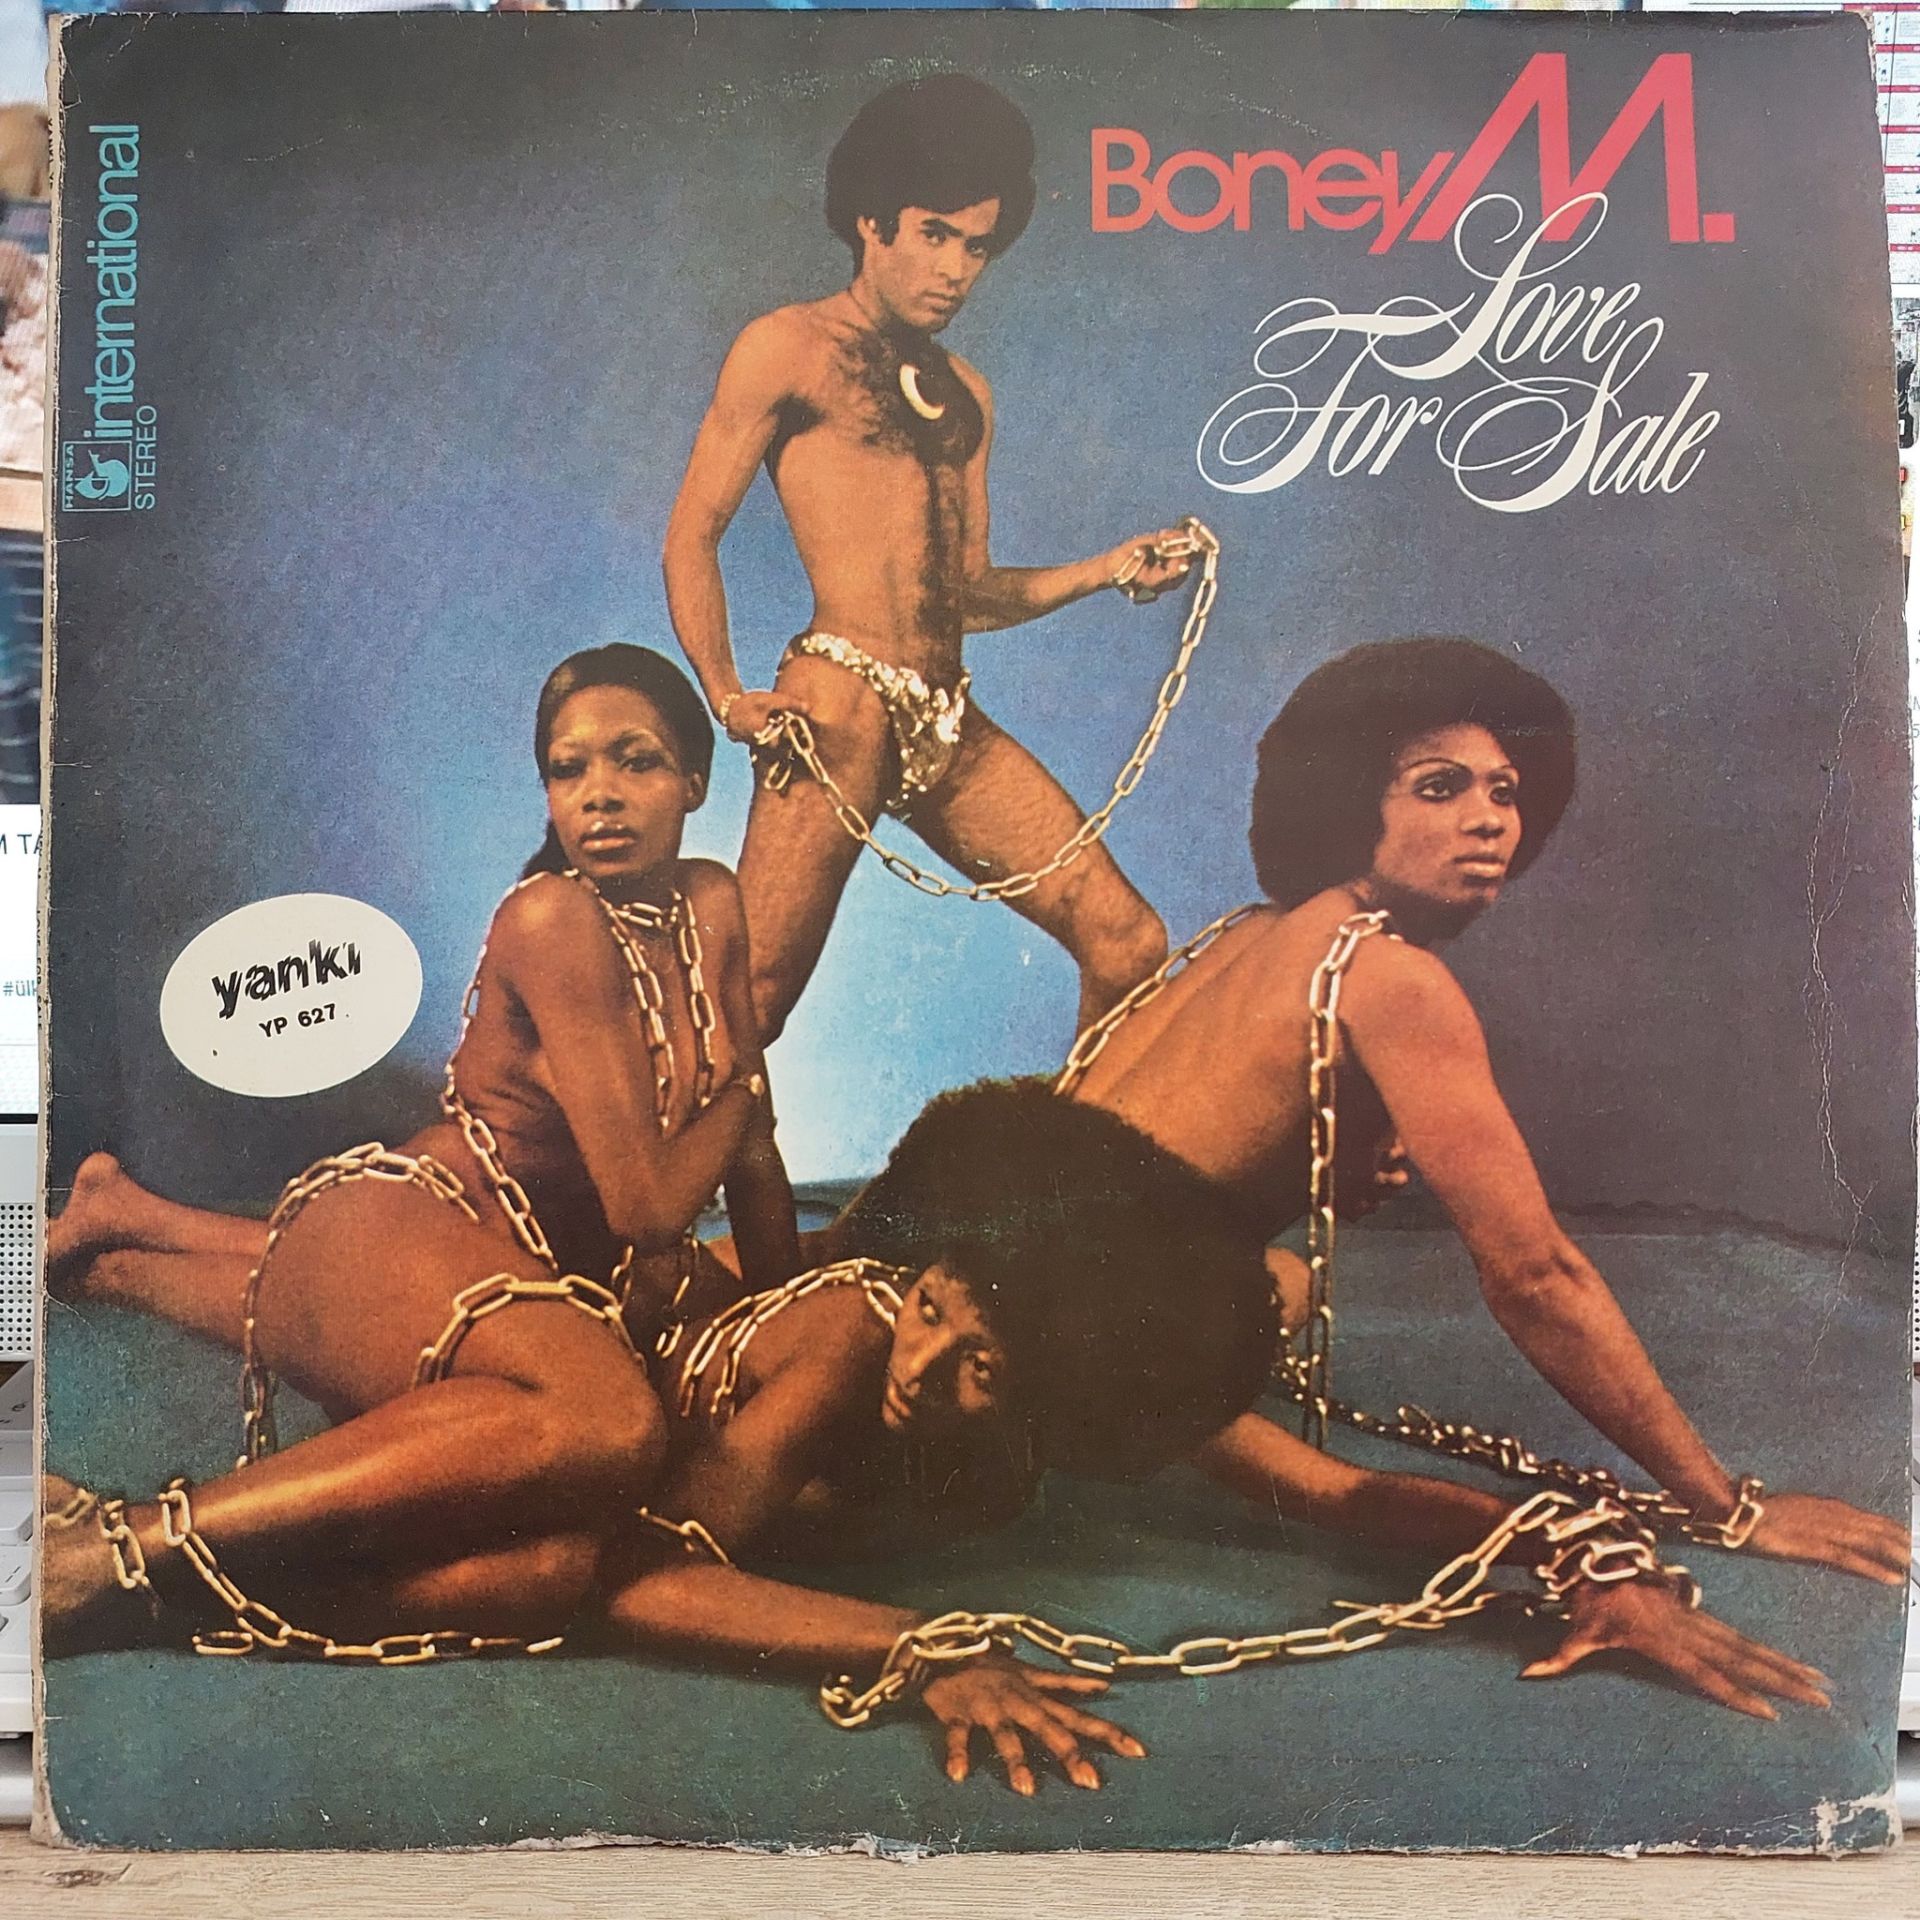 Boney M.
Love
For Sale
HANSA
international
STEREO
yanki
YP 627